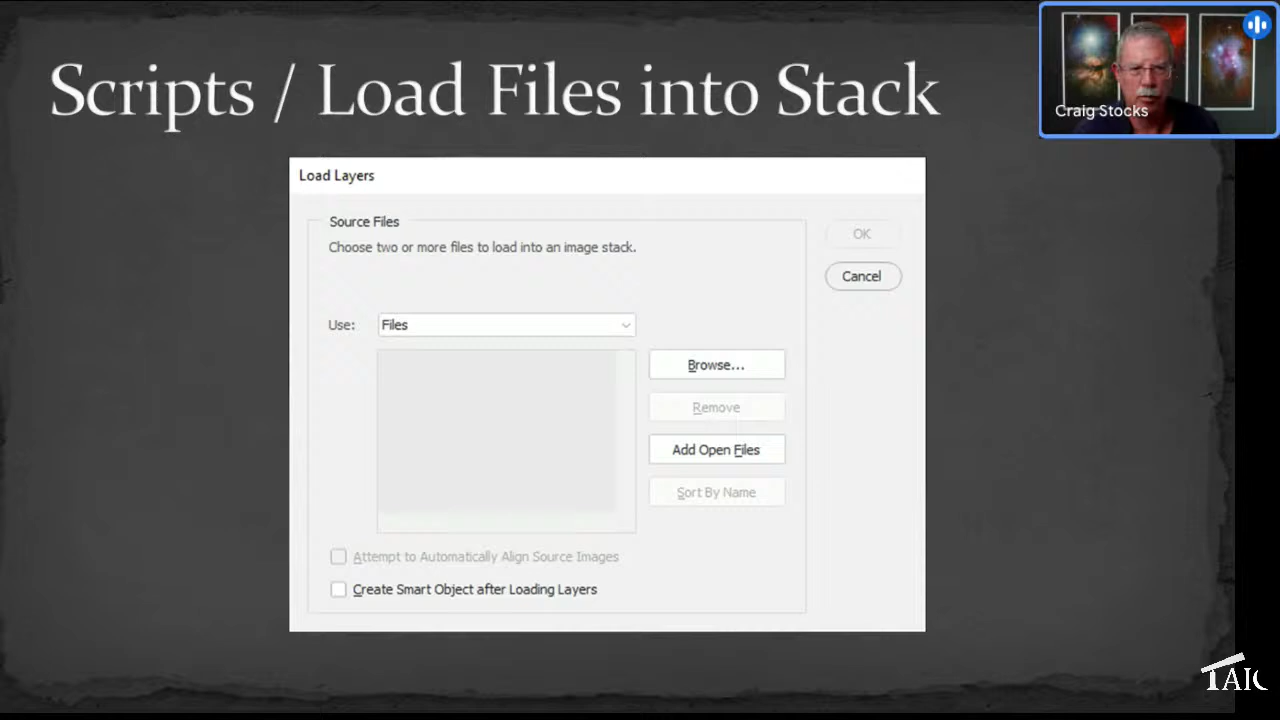 Scripts / Load Files into Stack
Craig Stocks
Load Layers
Source Files
Choose two or more files to load into an image stack.
OK
Cancel
Use:
Files
Browse...
Remove
Add Open Files
Sort By Name
Attempt to Automatically Align Source Images
Create Smart Object after Loading Layers
TAIC